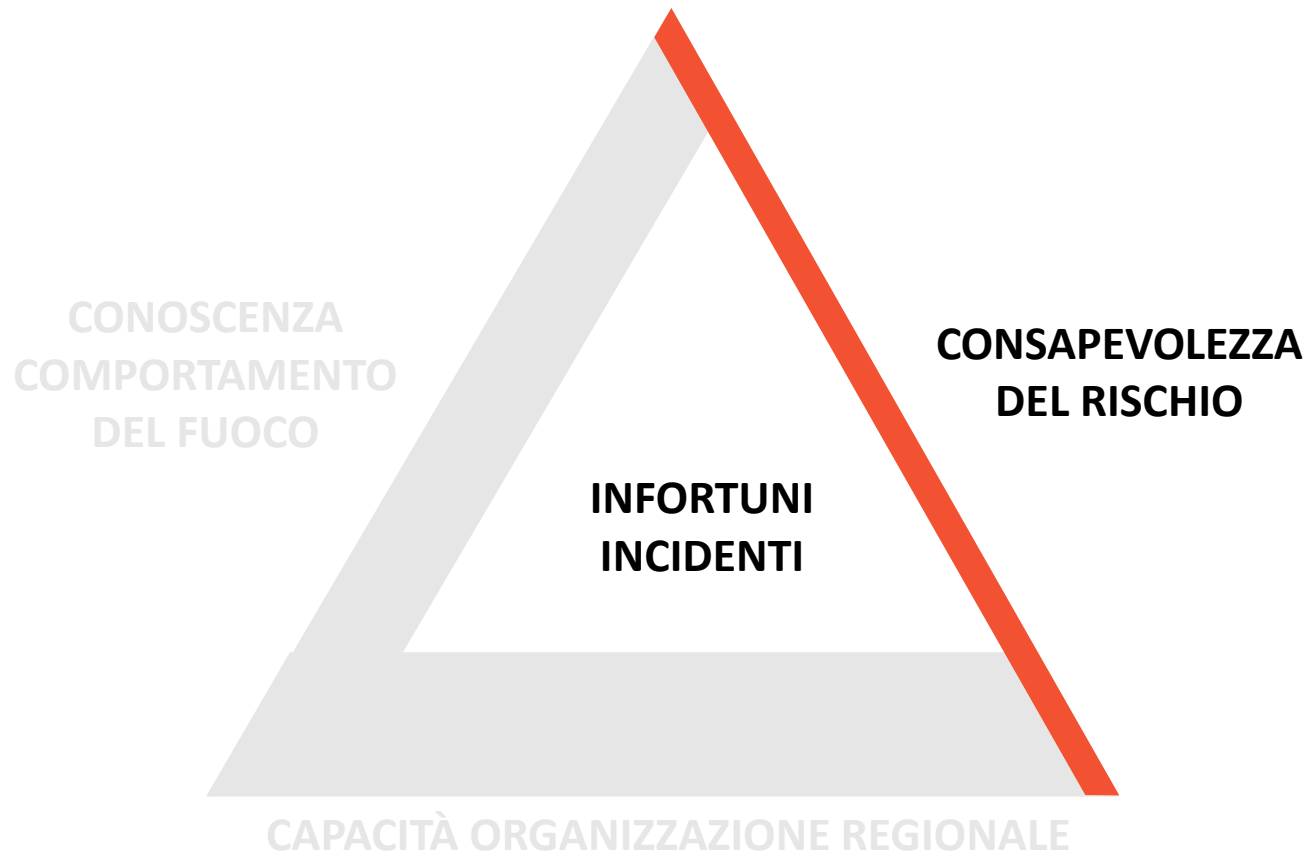 CONOSCENZA
COMPORTAMENTO
DEL FUOCO
CONSAPEVOLEZZA
DEL RISCHIO
INFORTUNI
INCIDENTI
CAPACITÀ ORGANIZZAZIONE REGIONALE